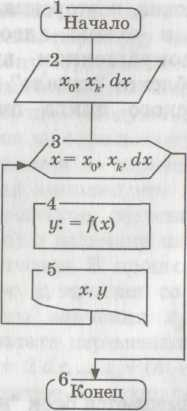 1
Начало
2
x₀, xₖ, dx
3
x = x₀, xₖ, dx
4
y: = f(x)
5
x, y
6
Конец